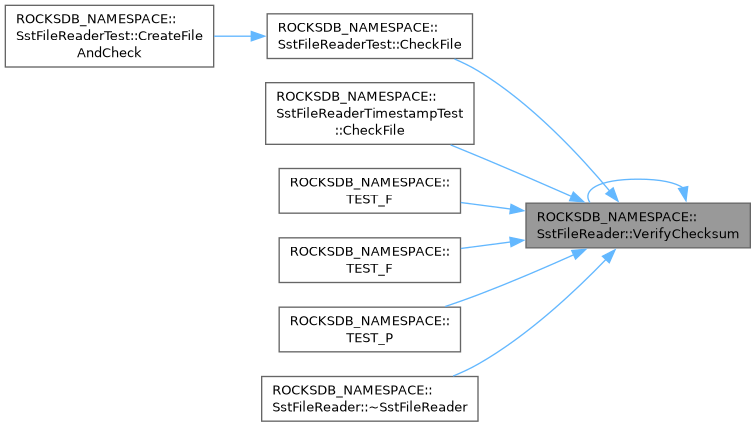 ROCKSDB_NAMESPACE::
SstFileReaderTest::CreateFile
AndCheck
ROCKSDB_NAMESPACE::
SstFileReaderTest::CheckFile
ROCKSDB_NAMESPACE::
SstFileReaderTimestampTest
::CheckFile
ROCKSDB_NAMESPACE::
TEST_F
ROCKSDB_NAMESPACE::
TEST_F
ROCKSDB_NAMESPACE::
TEST_P
ROCKSDB_NAMESPACE::
SstFileReader::~SstFileReader
ROCKSDB_NAMESPACE::
SstFileReader::VerifyChecksum